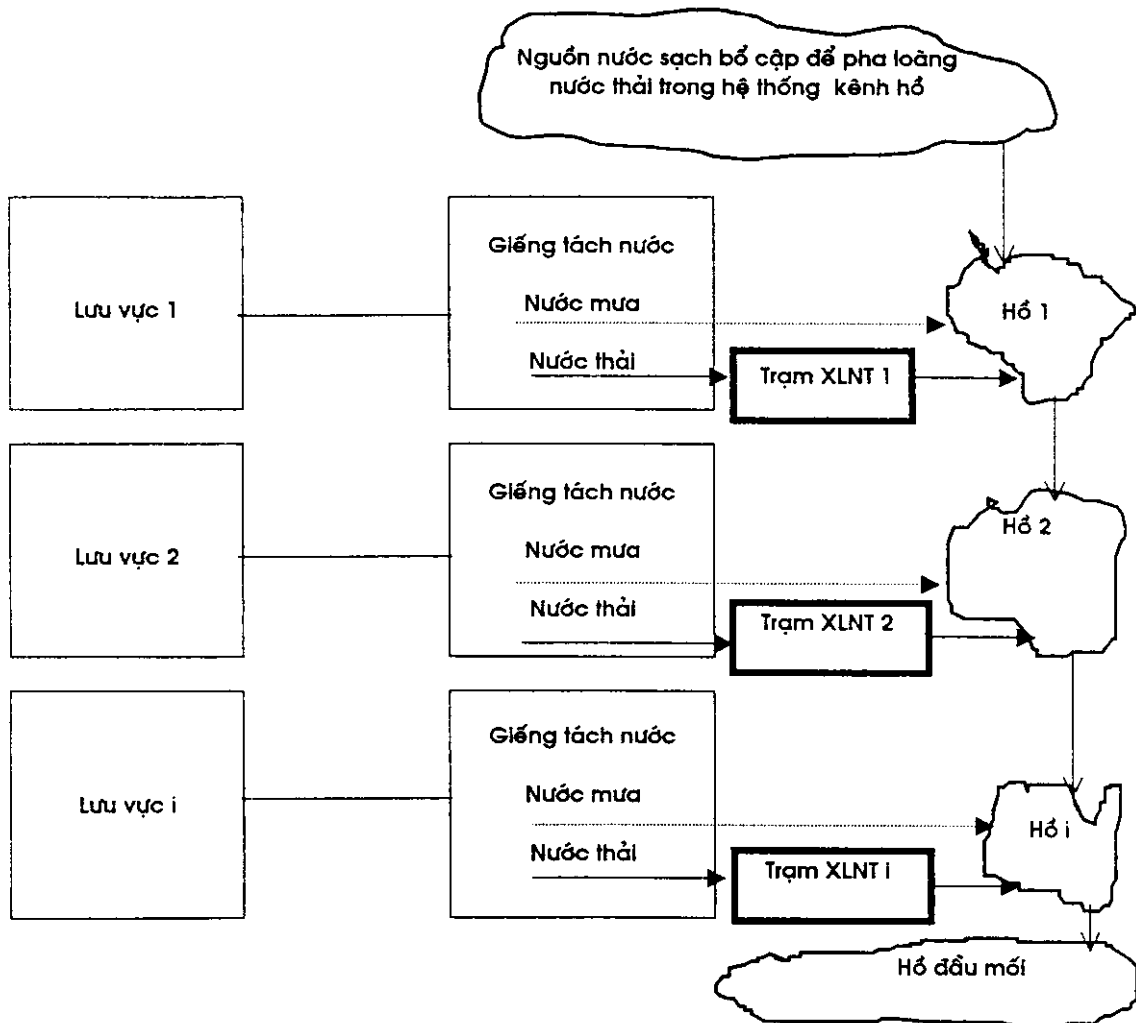 Nguồn nước sạch bổ cập để pha loàng
nước thải trong hệ thống kênh hồ
Lưu vực 1
Giếng tách nước
Nước mưa
Nước thải
Trạm XLNT 1
Hồ 1
Lưu vực 2
Giếng tách nước
Nước mưa
Nước thải
Trạm XLNT 2
Hồ 2
Lưu vực i
Giếng tách nước
Nước mưa
Nước thải
Trạm XLNT i
Hồ i
Hồ đầu mối